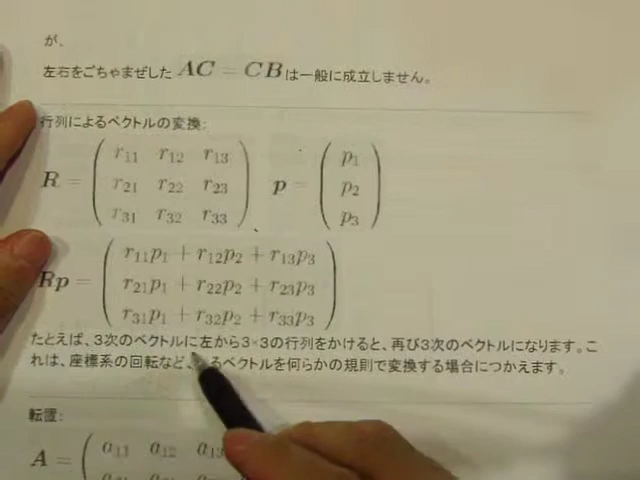 が、
左右をごちゃまぜした AC = CB は一般に成立しません。
行列によるベクトルの変換:
R = ( r11 r12 r13
r21 r22 r23
r31 r32 r33 ) p = ( p1
p2
p3 )
Rp = ( r11p1 + r12p2 + r13p3
r21p1 + r22p2 + r23p3
r31p1 + r32p2 + r33p3 )
たとえば、3次のベクトルに左から3×3の行列をかけると、再び3次のベクトルになります。こ
れは、座標系の回転など、るベクトルを何らかの規則で変換する場合につかえます。
転置:
A = ( a11 a12 a13